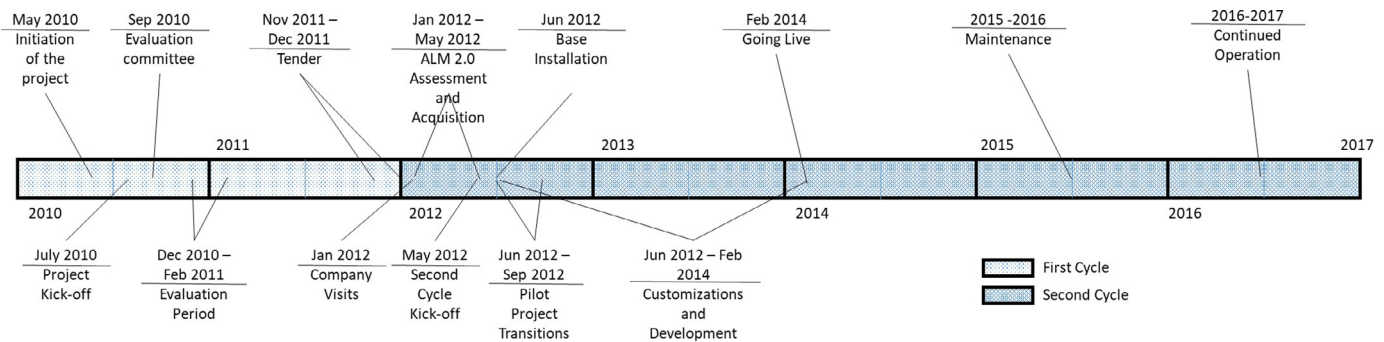 May 2010
Initiation
of the
project
Sep 2010
Evaluation
committee
Nov 2011 –
Dec 2011
Tender
Jan 2012 –
May 2012
ALM 2.0
Assessment
and
Acquisition
Jun 2012
Base
Installation
Feb 2014
Going Live
2015 -2016
Maintenance
2016-2017
Continued
Operation
2011
2013
2015
2017
2010
2012
2014
2016
July 2010
Project
Kick-off
Dec 2010 –
Feb 2011
Evaluation
Period
Jan 2012
Company
Visits
May 2012
Second
Cycle
Kick-off
Jun 2012 –
Sep 2012
Pilot
Project
Transitions
Jun 2012 – Feb
2014
Customizations
and
Development
First Cycle
Second Cycle